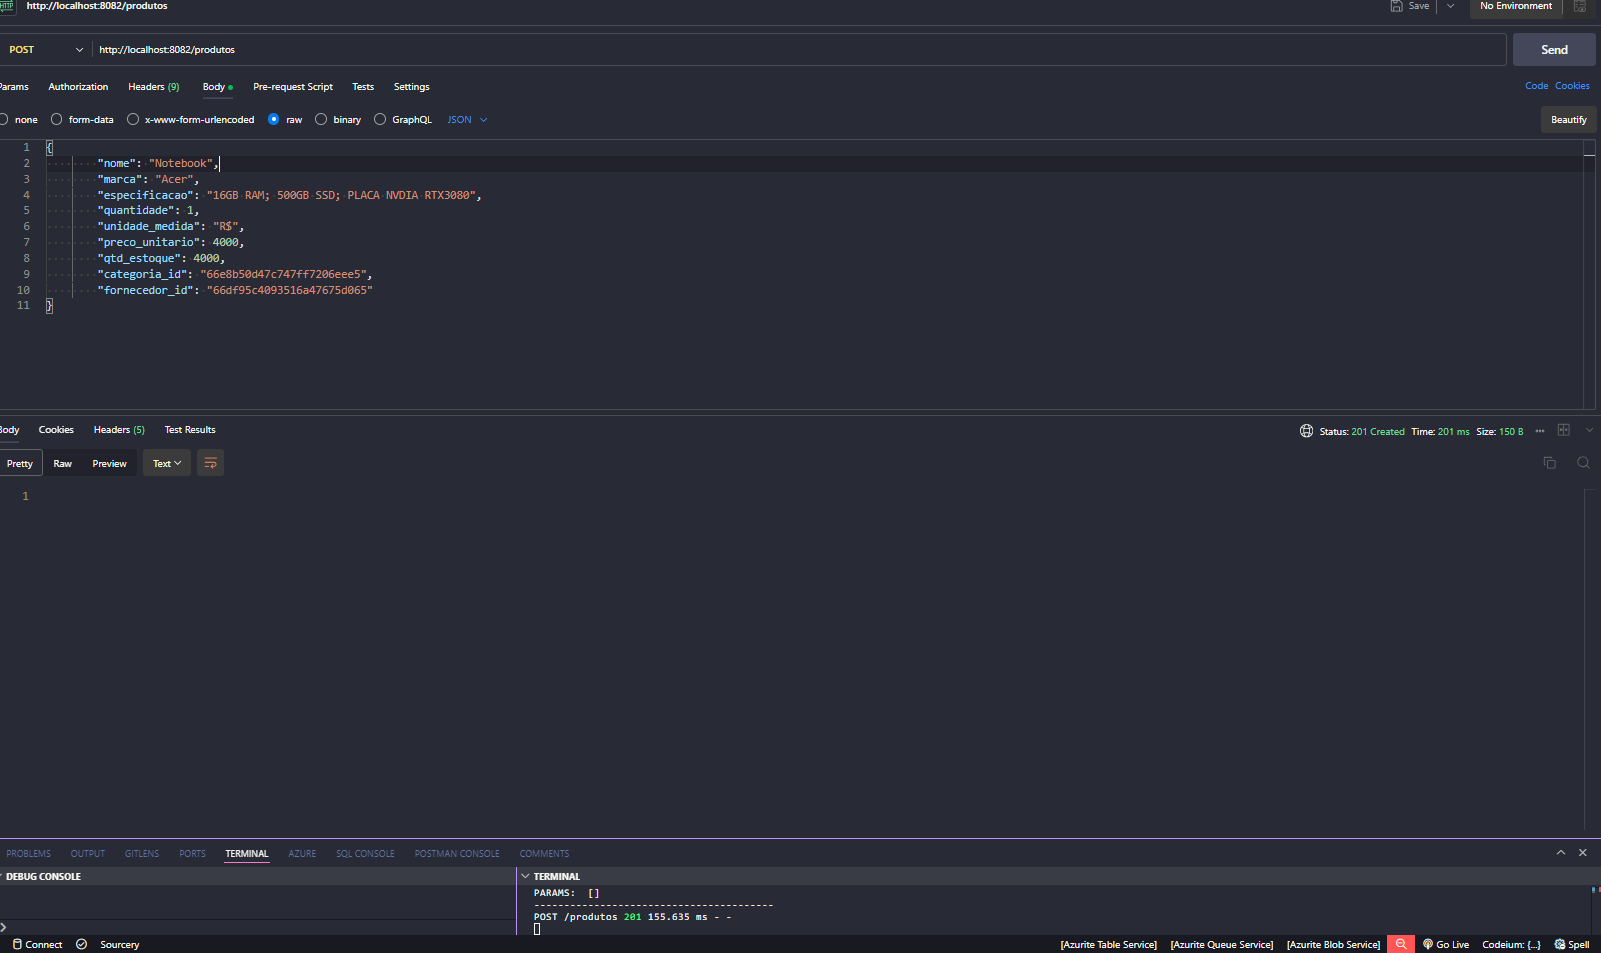 HTTP http://localhost:8082/produtos Save No Environment
POST http://localhost:8082/produtos Send
Params Authorization Headers (9) Body Pre-request Script Tests Settings Code Cookies
none form-data x-www-form-urlencoded raw binary GraphQL JSON Beautify
1 {
2 "nome": "Notebook",
3 "marca": "Acer",
4 "especificacao": "16GB RAM; 500GB SSD; PLACA NVDIA RTX3080",
5 "quantidade": 1,
6 "unidade_medida": "R$",
7 "preco_unitario": 4000,
8 "qtd_estoque": 4000,
9 "categoria_id": "66e8b50d47c747ff7206eee5",
10 "fornecedor_id": "66df95c4093516a47675d065"
11 }
Body Cookies Headers (5) Test Results Status: 201 Created Time: 201 ms Size: 150 B
Pretty Raw Preview Text
1
PROBLEMS OUTPUT GITLENS PORTS TERMINAL AZURE SQL CONSOLE POSTMAN CONSOLE COMMENTS
DEBUG CONSOLE TERMINAL
PARAMS: []
----------------------------------------
POST /produtos 201 155.635 ms - -
Connect Sourcery [Azurite Table Service] [Azurite Queue Service] [Azurite Blob Service] Go Live Codeium: {...} Spell